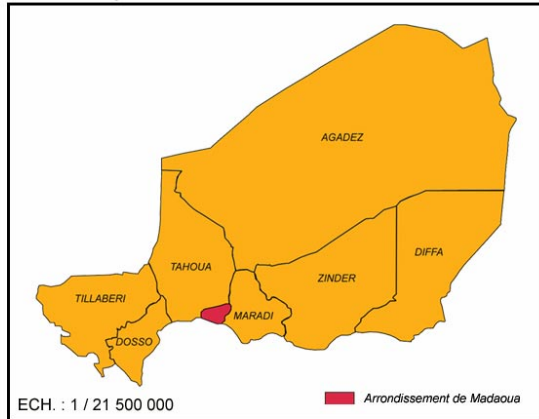 AGADEZ
DIFFA
TAHOUA
ZINDER
TILLABERI
MARADI
DOSSO
ECH. : 1 / 21 500 000
Arrondissement de Madaoua